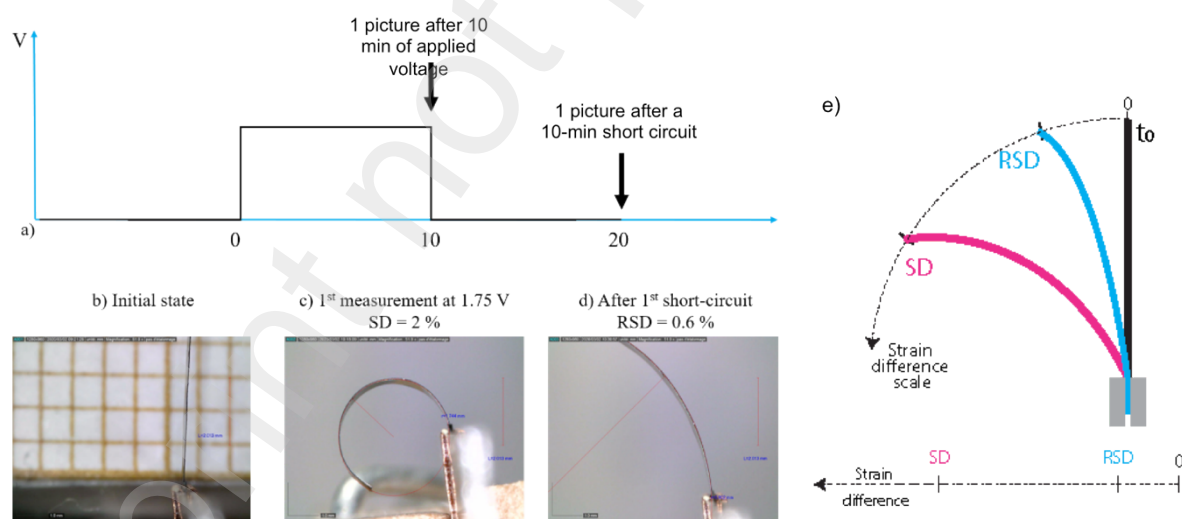 V
1 picture after 10
min of applied
voltage
1 picture after a
10-min short circuit
a)
0
10
20
b) Initial state
c) 1st measurement at 1.75 V
SD = 2 %
d) After 1st short-circuit
RSD = 0.6 %
e)
0
to
RSD
SD
Strain
difference
scale
SD
RSD
0
Strain
difference